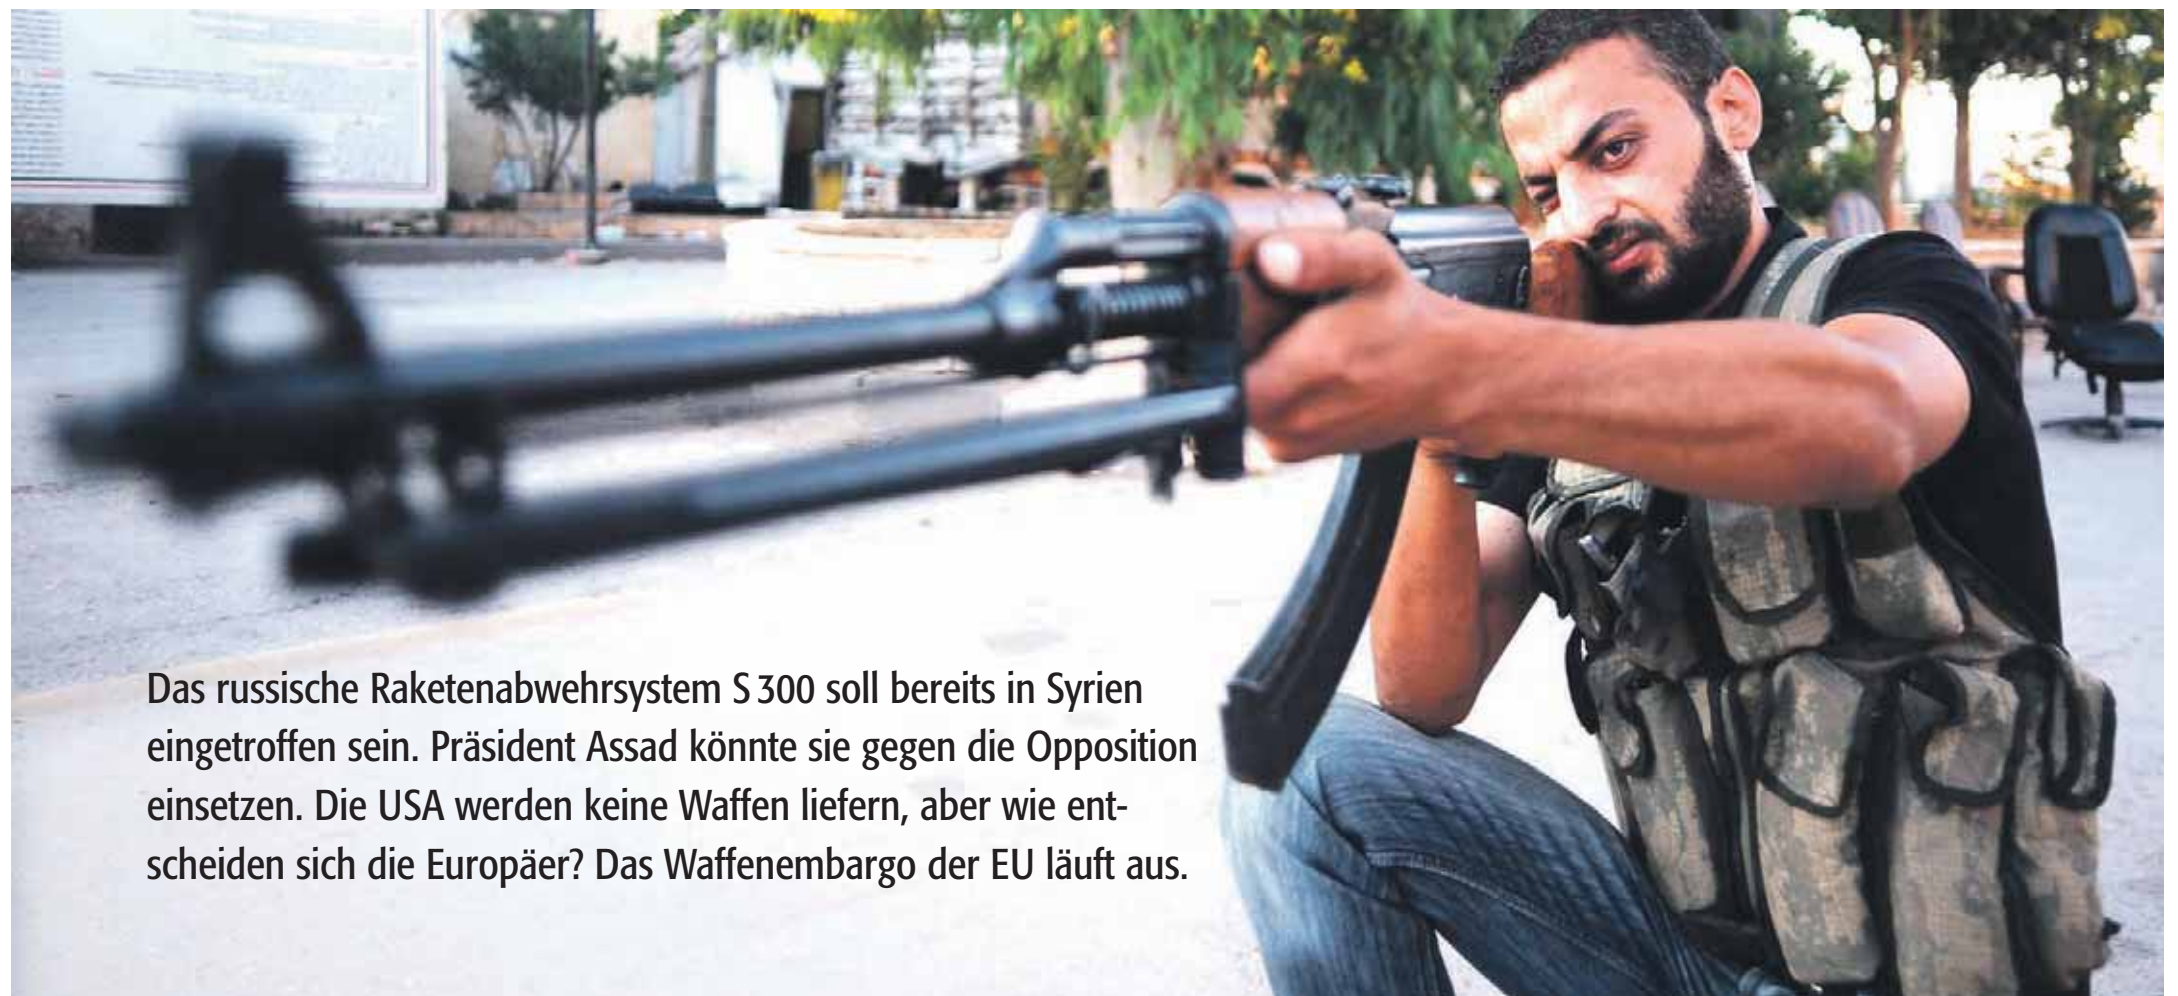 Das russische Raketenabwehrsystem S 300 soll bereits in Syrien
eingetroffen sein. Präsident Assad könnte sie gegen die Opposition
einsetzen. Die USA werden keine Waffen liefern, aber wie ent-
scheiden sich die Europäer? Das Waffenembargo der EU läuft aus.